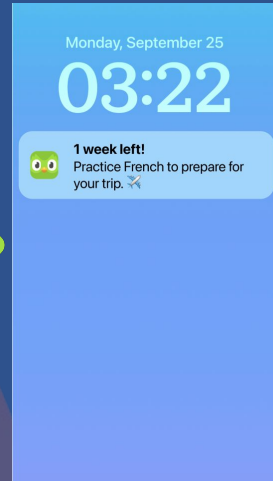 Monday, September 25
03:22
1 week left!
Practice French to prepare for
your trip. ✈️